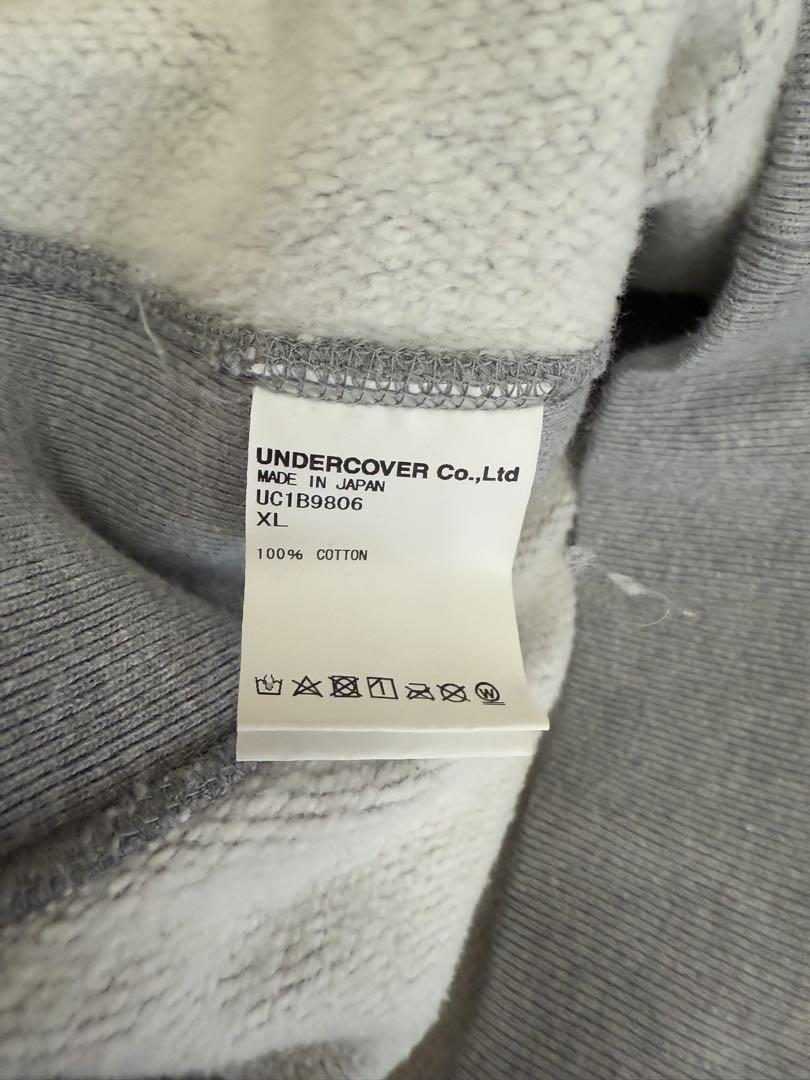 UNDERCOVER Co.,Ltd
MADE IN JAPAN
UC1B9806
XL
100% COTTON
W